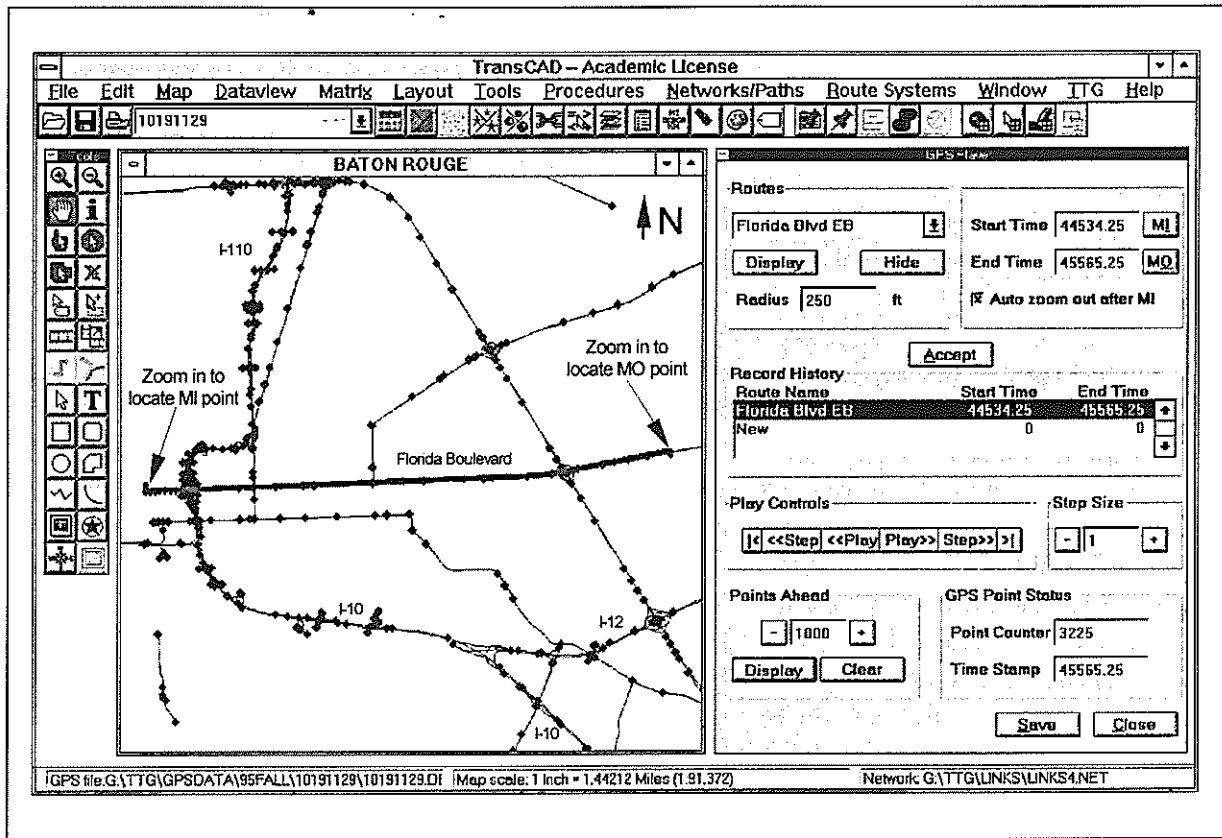 TransCAD – Academic License
File Edit Map Dataview Matrix Layout Tools Procedures Networks/Paths Route Systems Window TTG Help
10191129
BATON ROUGE
N
I-110
Zoom in to
locate MI point
Zoom in to
locate MO point
Florida Boulevard
I-10
I-12
I-10
Routes
Florida Blvd EB
Display Hide
Radius 250 ft
Start Time 44534.25 MI
End Time 45565.25 MO
Auto zoom out after MI
Accept
Record History
Route Name Start Time End Time
Florida Blvd EB 44534.25 45565.25
New 0 0
Play Controls
|< <<Step <<Play Play>> Step>> >|
Step Size
- 1 +
Points Ahead
- 1000 +
Display Clear
GPS Point Status
Point Counter 3225
Time Stamp 45565.25
Save Close
GPS file:G:\TTG\GPSDATA\95FALL\10191129\10191129.DI
Map scale: 1 Inch = 1.44212 Miles (1:91,372)
Network: G:\TTG\LINKS\LINKS4.NET